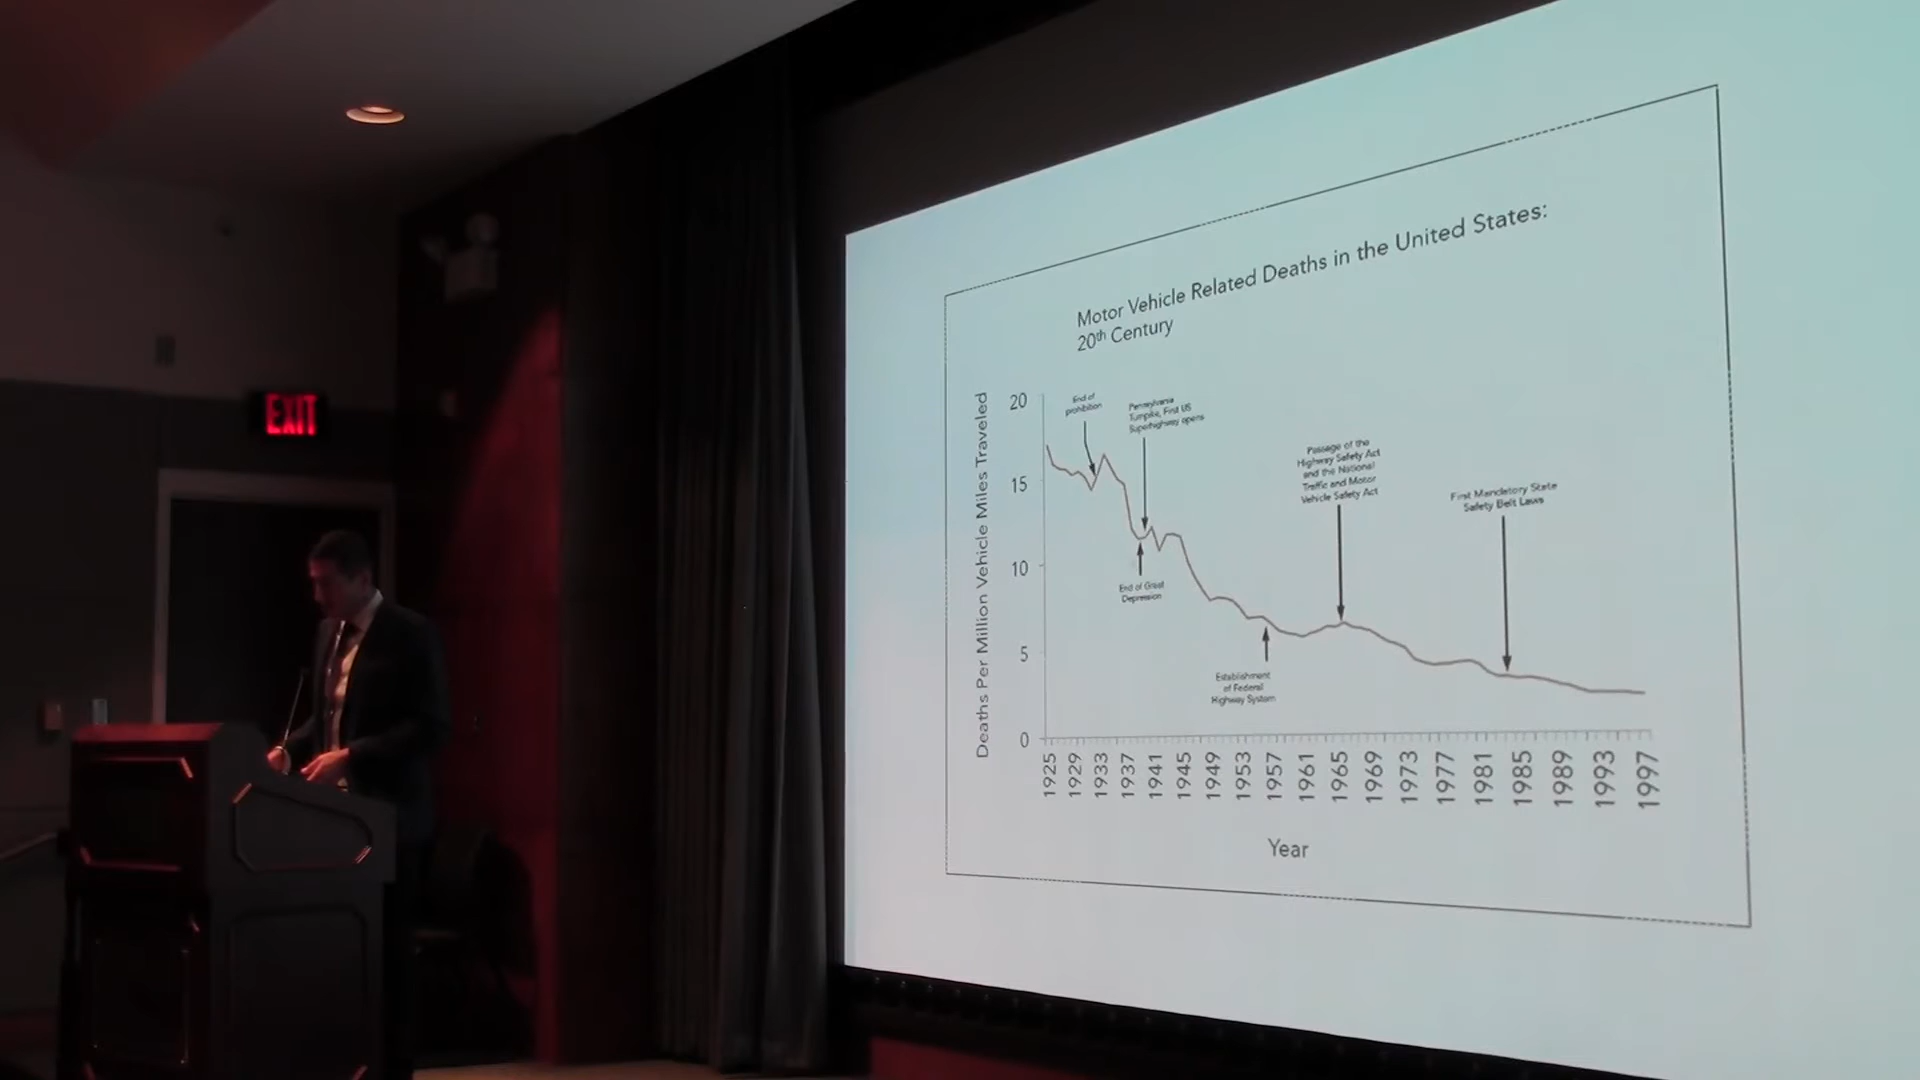 EXIT
Motor Vehicle Related Deaths in the United States:
20th Century
Deaths Per Million Vehicle Miles Traveled
20
15
10
5
0
End of
prohibition
Pennsylvania
Turnpike, First US
Superhighway opens
End of Great
Depression
Establishment
of Federal
Highway System
Passage of the
Highway Safety Act
and the National
Traffic and Motor
Vehicle Safety Act
First Mandatory State
Safety Belt Laws
1925
1929
1933
1937
1941
1945
1949
1953
1957
1961
1965
1969
1973
1977
1981
1985
1989
1993
1997
Year